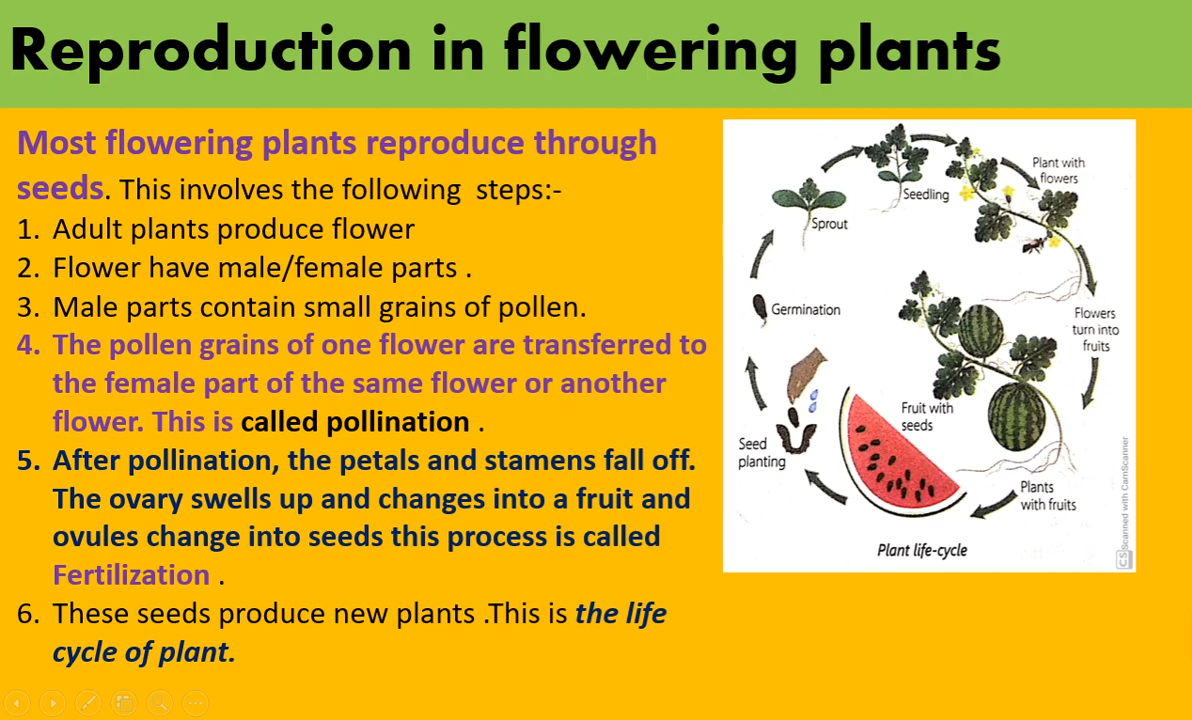 Reproduction in flowering plants
Most flowering plants reproduce through
seeds. This involves the following steps:-
1. Adult plants produce flower
2. Flower have male/female parts .
3. Male parts contain small grains of pollen.
4. The pollen grains of one flower are transferred to
the female part of the same flower or another
flower. This is called pollination .
5. After pollination, the petals and stamens fall off.
The ovary swells up and changes into a fruit and
ovules change into seeds this process is called
Fertilization .
6. These seeds produce new plants .This is the life
cycle of plant.
Plant with
flowers
Seedling
Sprout
Germination
Flowers
turn into
fruits
Fruit with
seeds
Seed
planting
Plants
with fruits
Plant life-cycle
CS Scanned with CamScanner